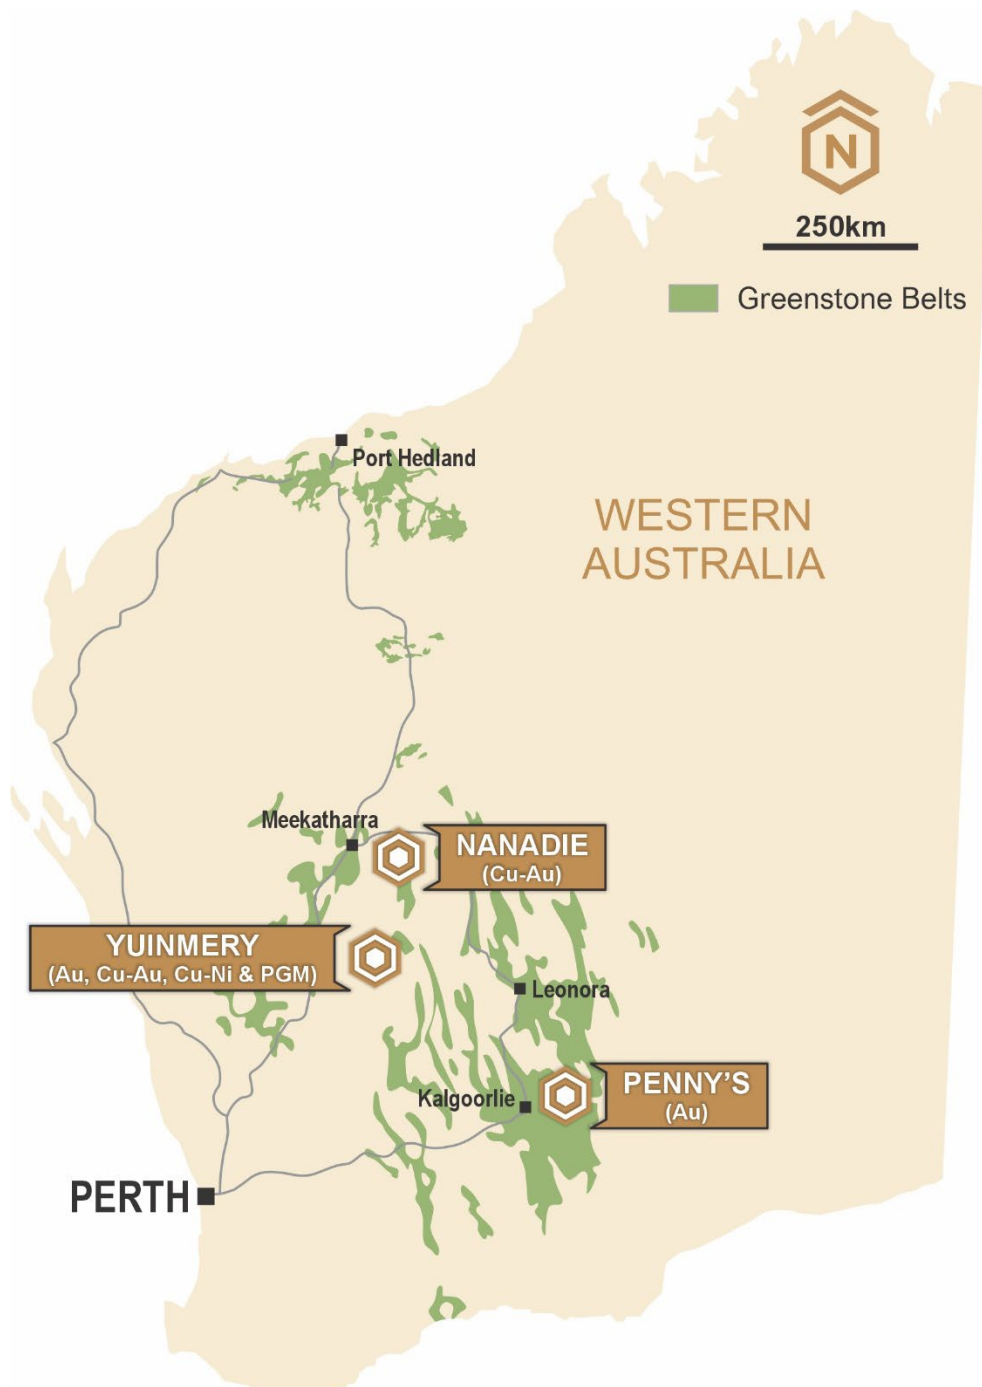 N
250km
Greenstone Belts
Port Hedland
WESTERN
AUSTRALIA
Meekatharra
NANADIE
(Cu-Au)
YUINMERY
(Au, Cu-Au, Cu-Ni & PGM)
Leonora
PENNY'S
(Au)
Kalgoorlie
PERTH